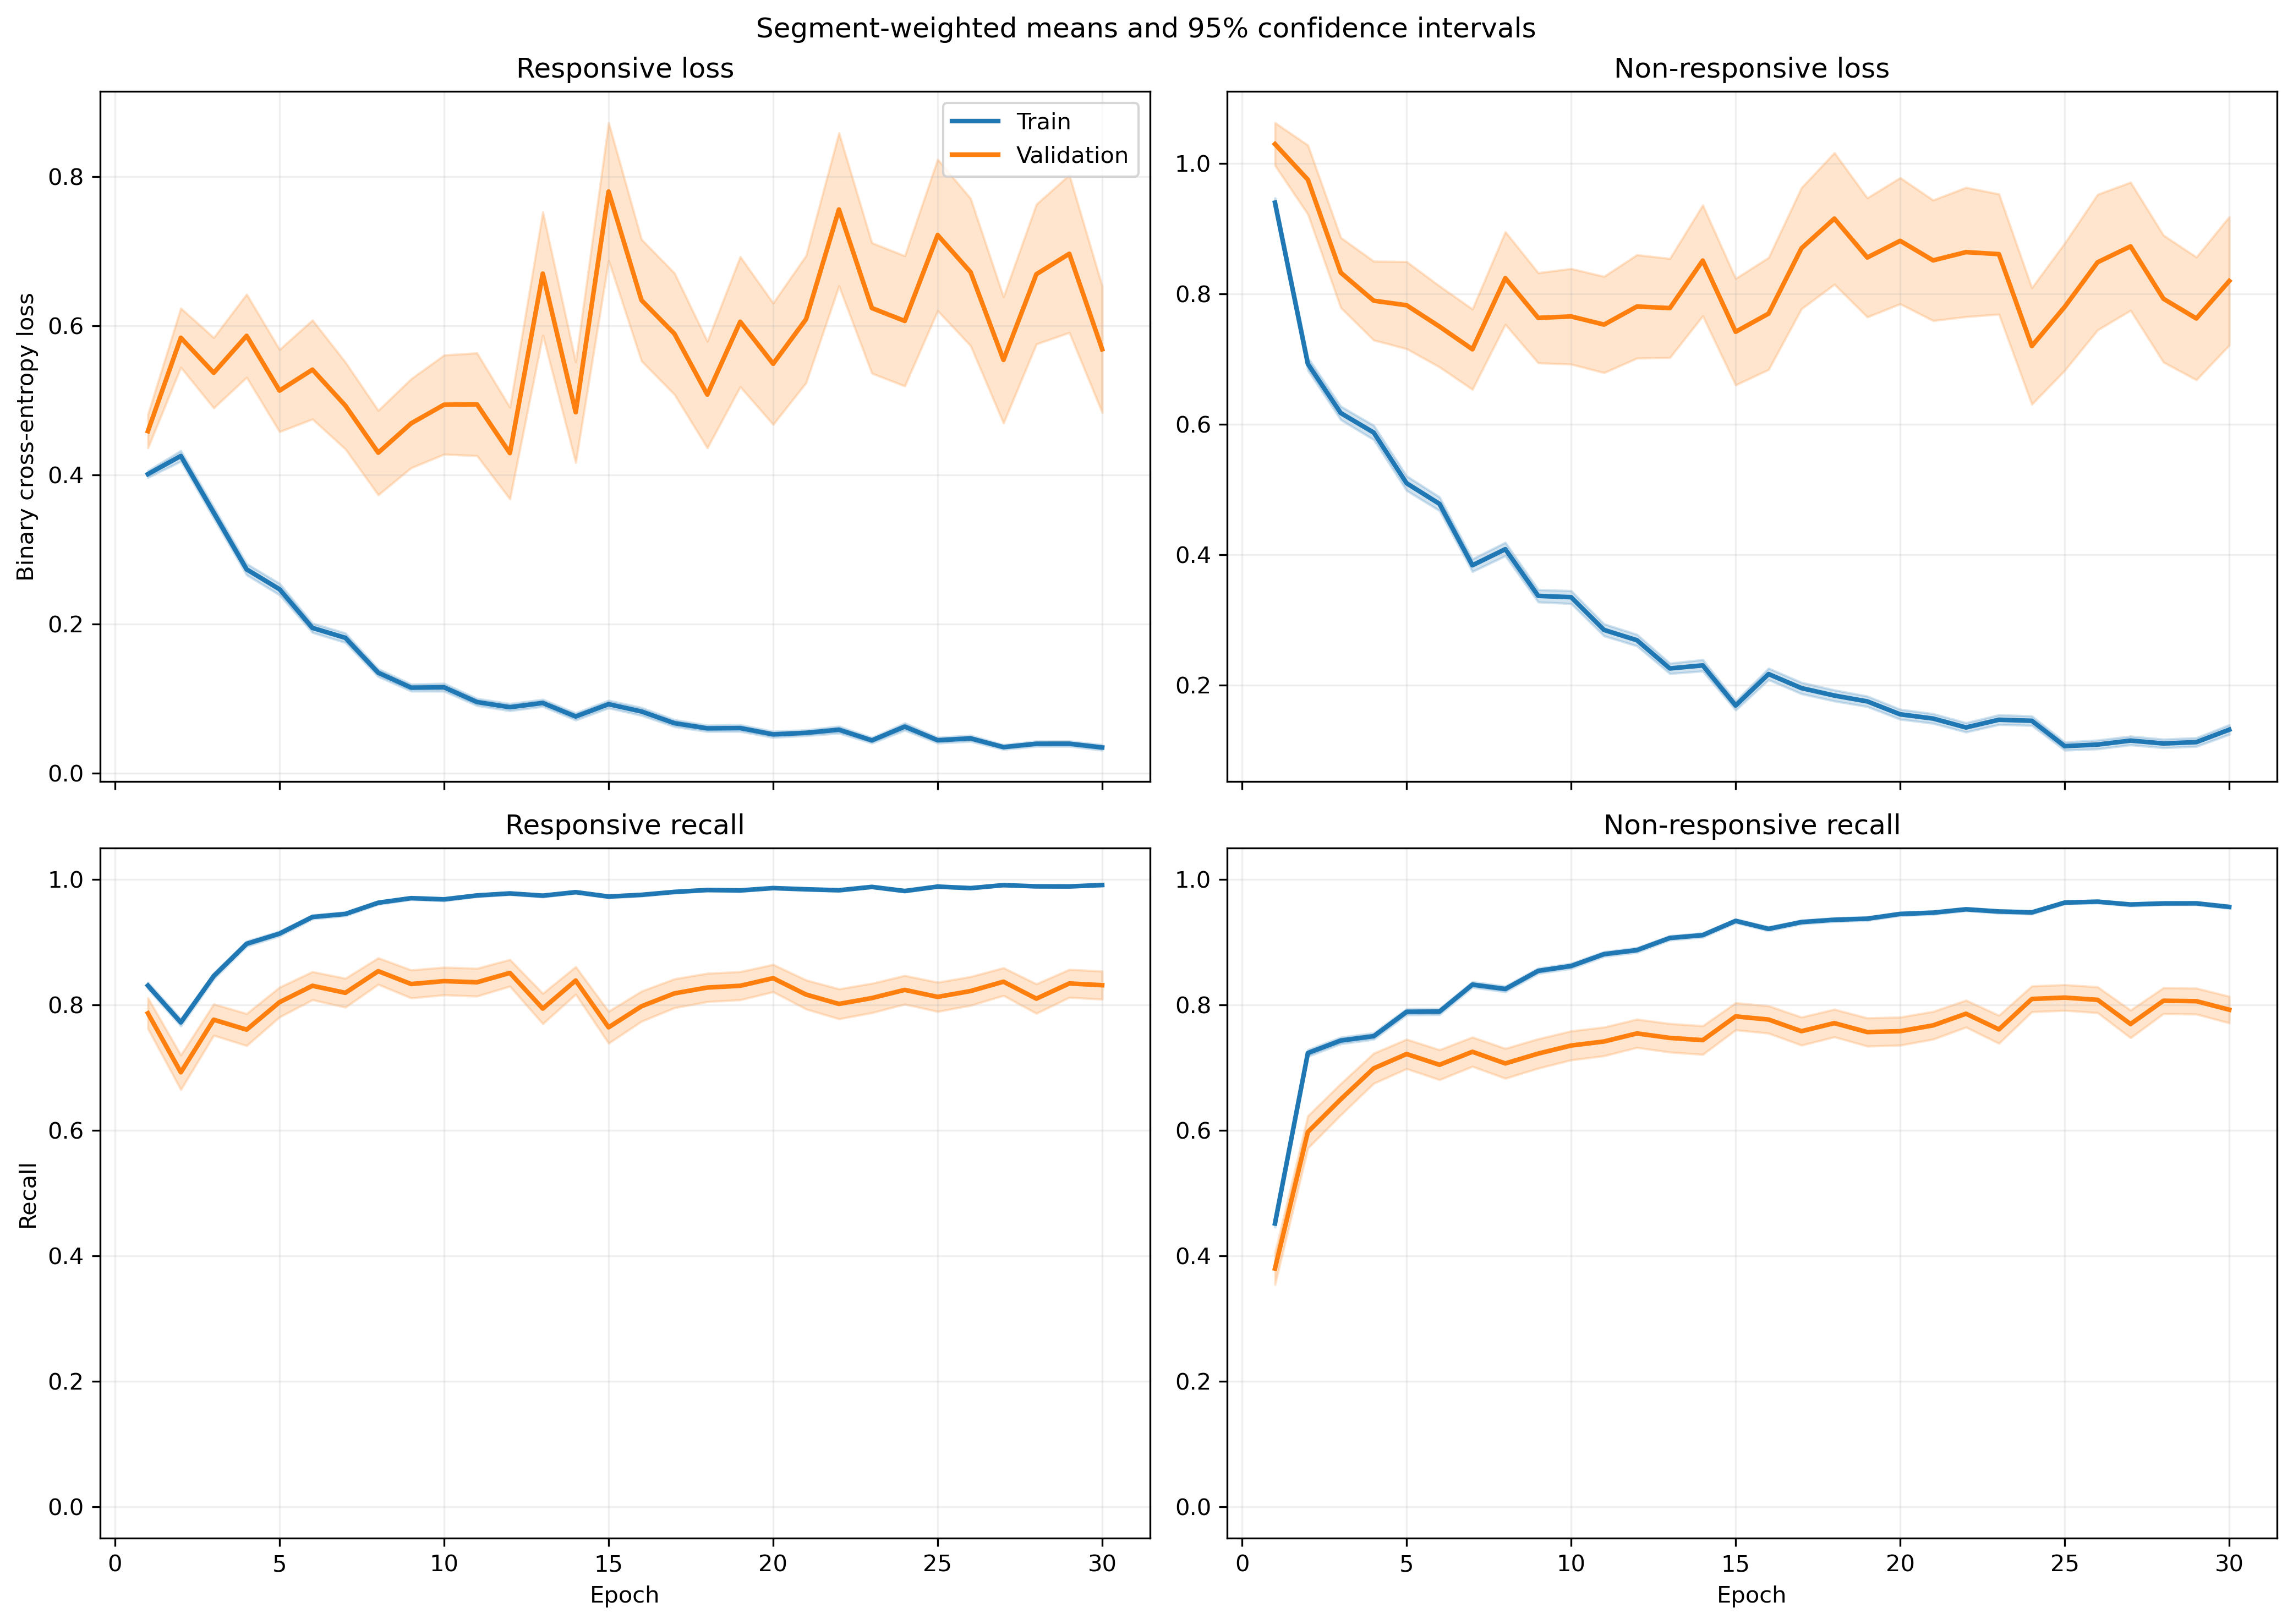 Segment-weighted means and 95% confidence intervals
Responsive loss
Non-responsive loss
Train
Validation
Binary cross-entropy loss
0.8
0.6
0.4
0.2
0.0
1.0
0.8
0.6
0.4
0.2
Responsive recall
Non-responsive recall
Recall
1.0
0.8
0.6
0.4
0.2
0.0
0 5 10 15 20 25 30
Epoch
1.0
0.8
0.6
0.4
0.2
0.0
0 5 10 15 20 25 30
Epoch